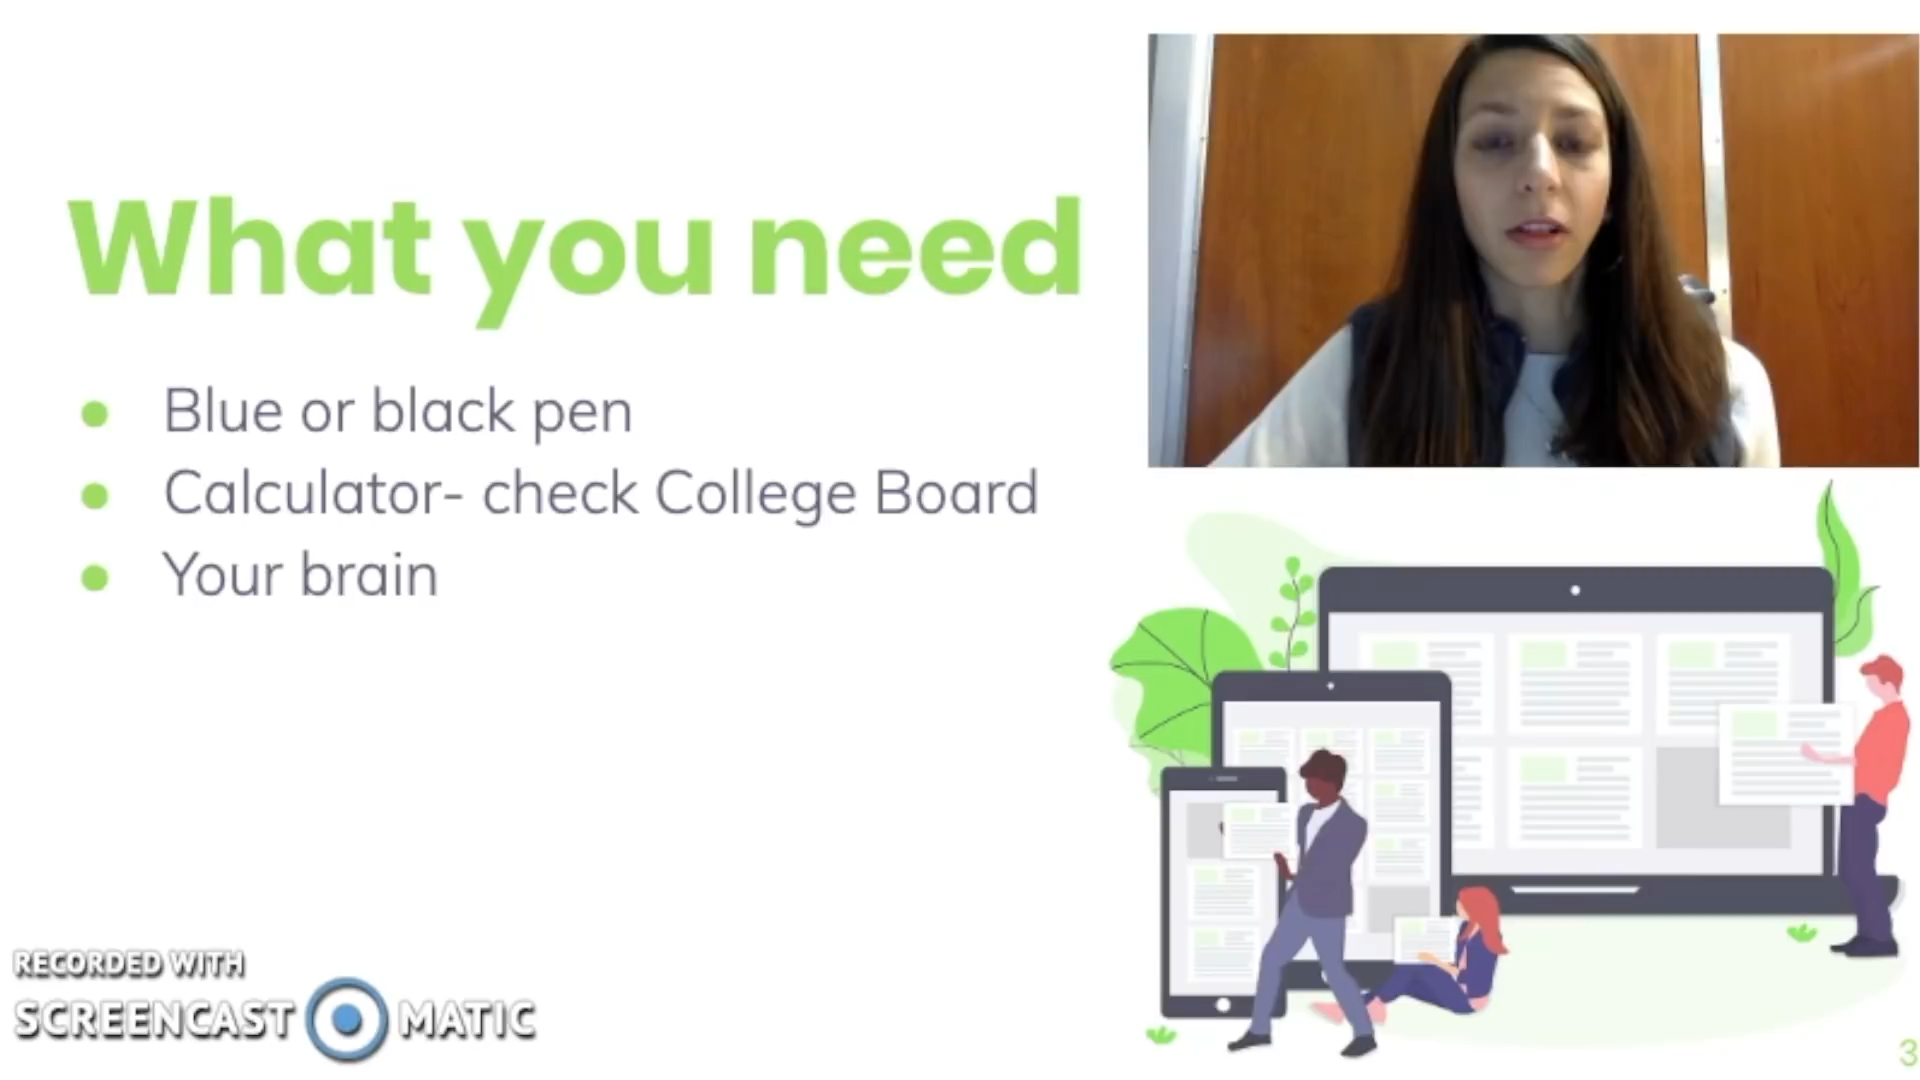 What you need
Blue or black pen
Calculator- check College Board
Your brain
RECORDED WITH
SCREENCAST MATIC
3